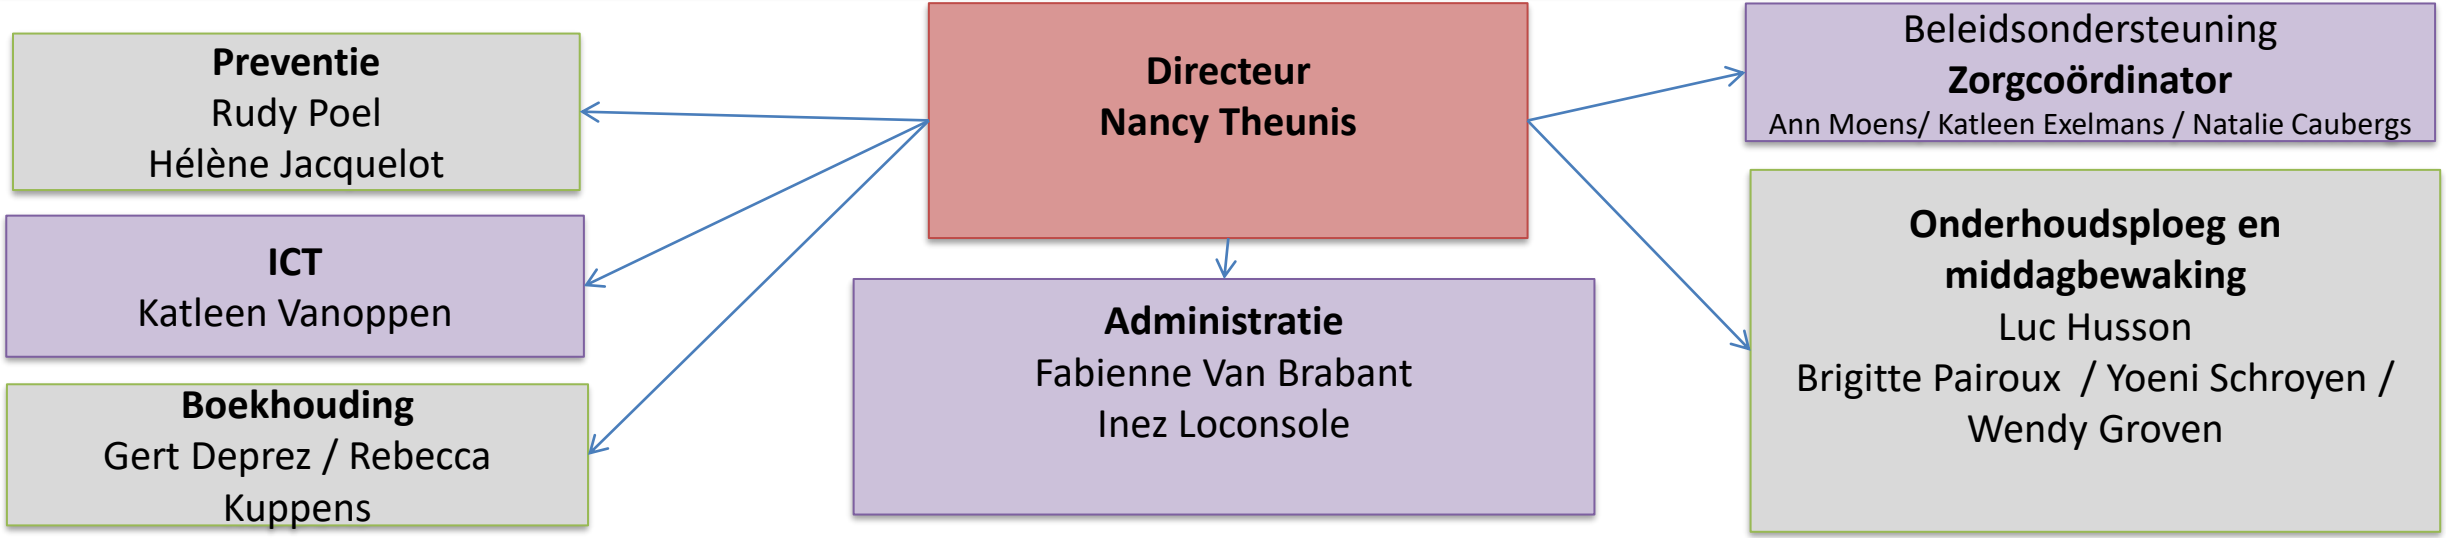 Preventie
Rudy Poel
Hélène Jacquelot
ICT
Katleen Vanoppen
Boekhouding
Gert Deprez / Rebecca
Kuppens
Directeur
Nancy Theunis
Administratie
Fabienne Van Brabant
Inez Loconsole
Beleidsondersteuning
Zorgcoördinator
Ann Moens/ Katleen Exelmans / Natalie Caubergs
Onderhoudsploeg en
middagbewaking
Luc Husson
Brigitte Pairoux / Yoeni Schroyen /
Wendy Groven